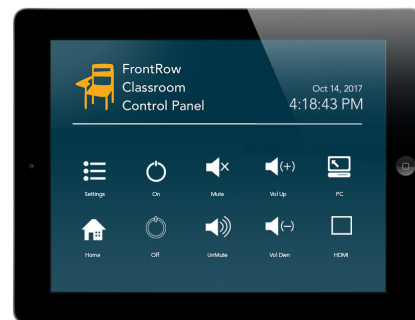 FrontRow
Classroom
Control Panel
Oct 14, 2017
4:18:43 PM
Settings
On
Mute
(+)
Vol Up
PC
Home
Off
UnMute
(−)
Vol Dwn
HDMI